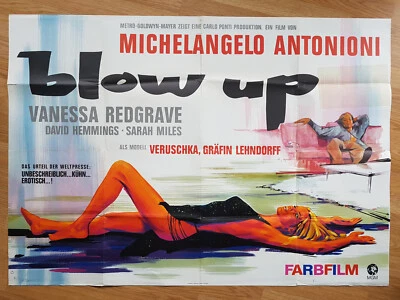 METRO-GOLDWYN-MAYER ZEIGT EINE CARLO PONTI PRODUKTION. EIN FILM VON
MICHELANGELO ANTONIONI
blow up
VANESSA REDGRAVE
DAVID HEMMINGS · SARAH MILES
ALS MODELL VERUSCHKA, GRÄFIN LEHNDORFF
DAS URTEIL DER WELTPRESSE:
UNBESCHREIBLICH...KÜHN...
EROTISCH...!
FARBFILM
MGM